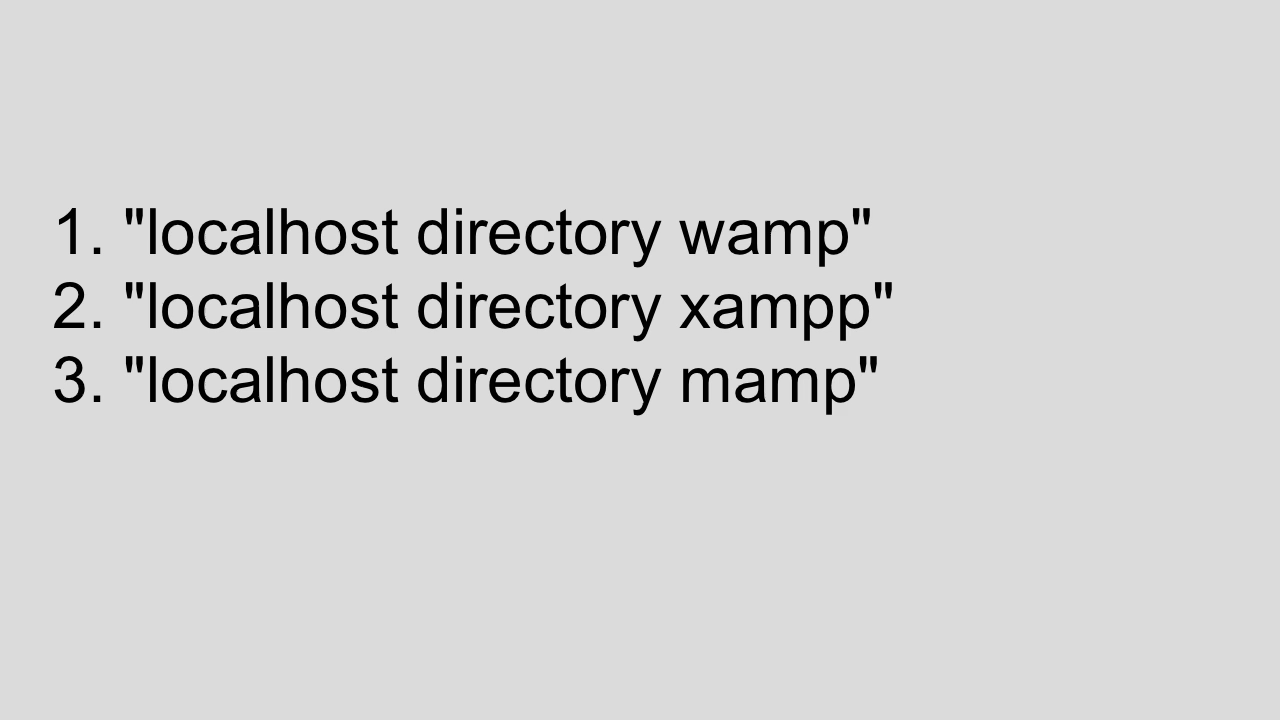 1. "localhost directory wamp"
2. "localhost directory xampp"
3. "localhost directory mamp"